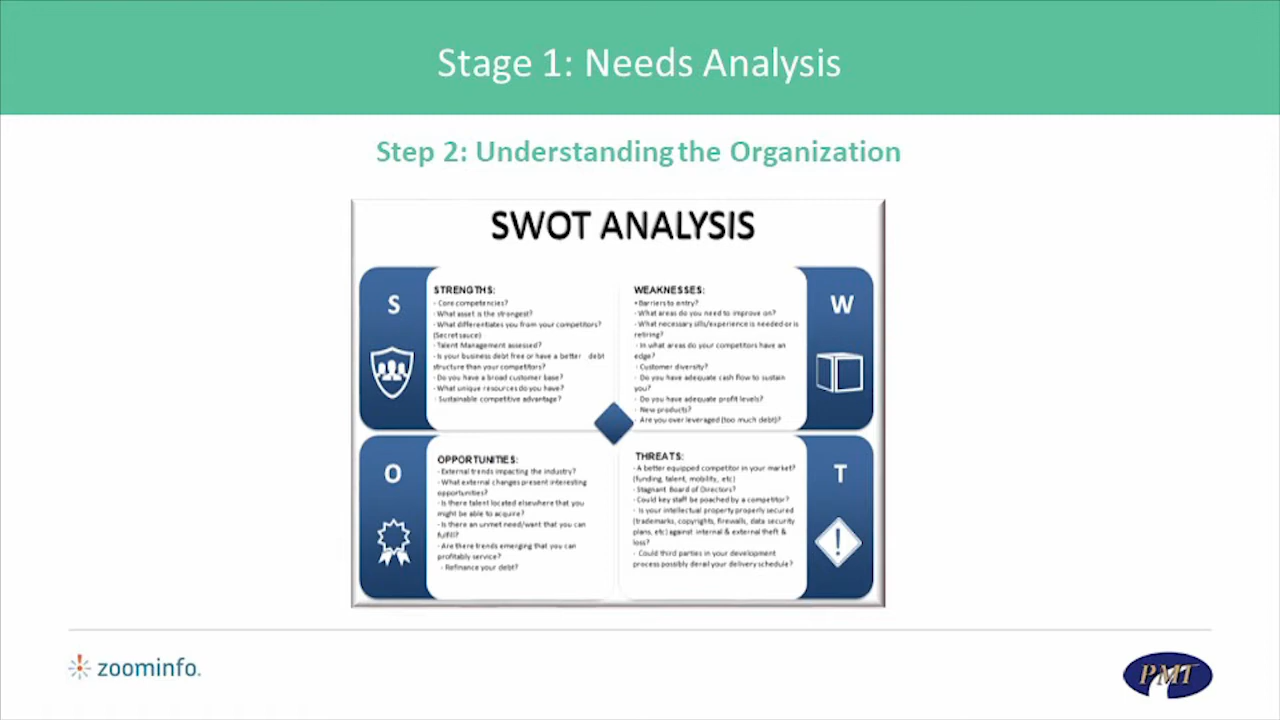 Stage 1: Needs Analysis
Step 2: Understanding the Organization
SWOT ANALYSIS
S
STRENGTHS:
- Core competencies?
- What asset is the strongest?
- What differentiates you from your competitors?
(Secret sauce)
- Talent Management assessed?
- Is your business debt free or have a better debt
structure than your competitors?
- Do you have a broad customer base?
- What unique resources do you have?
- Sustainable competitive advantage?
W
WEAKNESSES:
• Barriers to entry?
- What areas do you need to improve on?
- What necessary sills/experience is needed or is
retiring?
- In what areas do your competitors have an
edge?
- Customer diversity?
- Do you have adequate cash flow to sustain
you?
- Do you have adequate profit levels?
- New products?
- Are you over leveraged (too much debt)?
O
OPPORTUNITIES:
- External trends impacting the industry?
- What external changes present interesting
opportunities?
- Is there talent located elsewhere that you
might be able to acquire?
- Is there an unmet need/want that you can
fulfill?
- Are there trends emerging that you can
profitably service?
- Refinance your debt?
T
THREATS:
- A better equipped competitor in your market?
(funding, talent, mobility, etc)
- Stagnant Board of Directors?
- Could key staff be poached by a competitor?
- Is your intellectual property properly secured
(trademarks, copyrights, firewalls, data security
plans, etc) against internal & external theft &
loss?
- Could third parties in your development
process possibly derail your delivery schedule?
zoominfo.
PMT